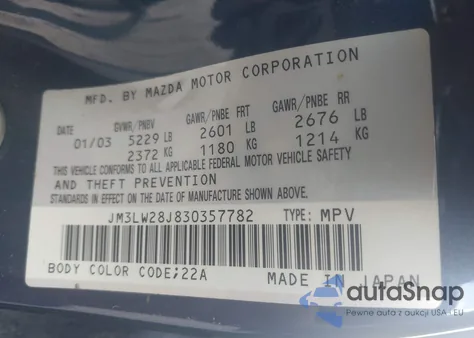 MFD. BY MAZDA MOTOR CORPORATION
DATE GVWR/PNBV GAWR/PNBE FRT GAWR/PNBE RR
01/03 5229 LB 2601 LB 2676 LB
2372 KG 1180 KG 1214 KG
THIS VEHICLE CONFORMS TO ALL APPLICABLE FEDERAL MOTOR VEHICLE SAFETY
AND THEFT PREVENTION
STANDARDS IN EFFECT ON THE DATE OF MANUFACTURE SHOWN ABOVE.
JM3LW28J830357782 TYPE: MPV
BODY COLOR CODE;22A MADE IN JAPAN
autoSnap
Pewne auta z aukcji USA i EU